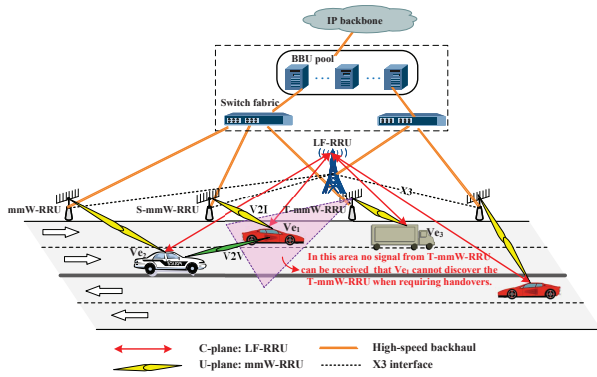 IP backbone
BBU pool
Switch fabric
LF-RRU
X3
mmW-RRU
S-mmW-RRU
V2I
T-mmW-RRU
Ve1
Ve3
Ve2
V2V
In this area no signal from T-mmW-RRU
can be received that Ve1 cannot discover the
T-mmW-RRU when requiring handovers.
C-plane: LF-RRU
High-speed backhaul
U-plane: mmW-RRU
X3 interface